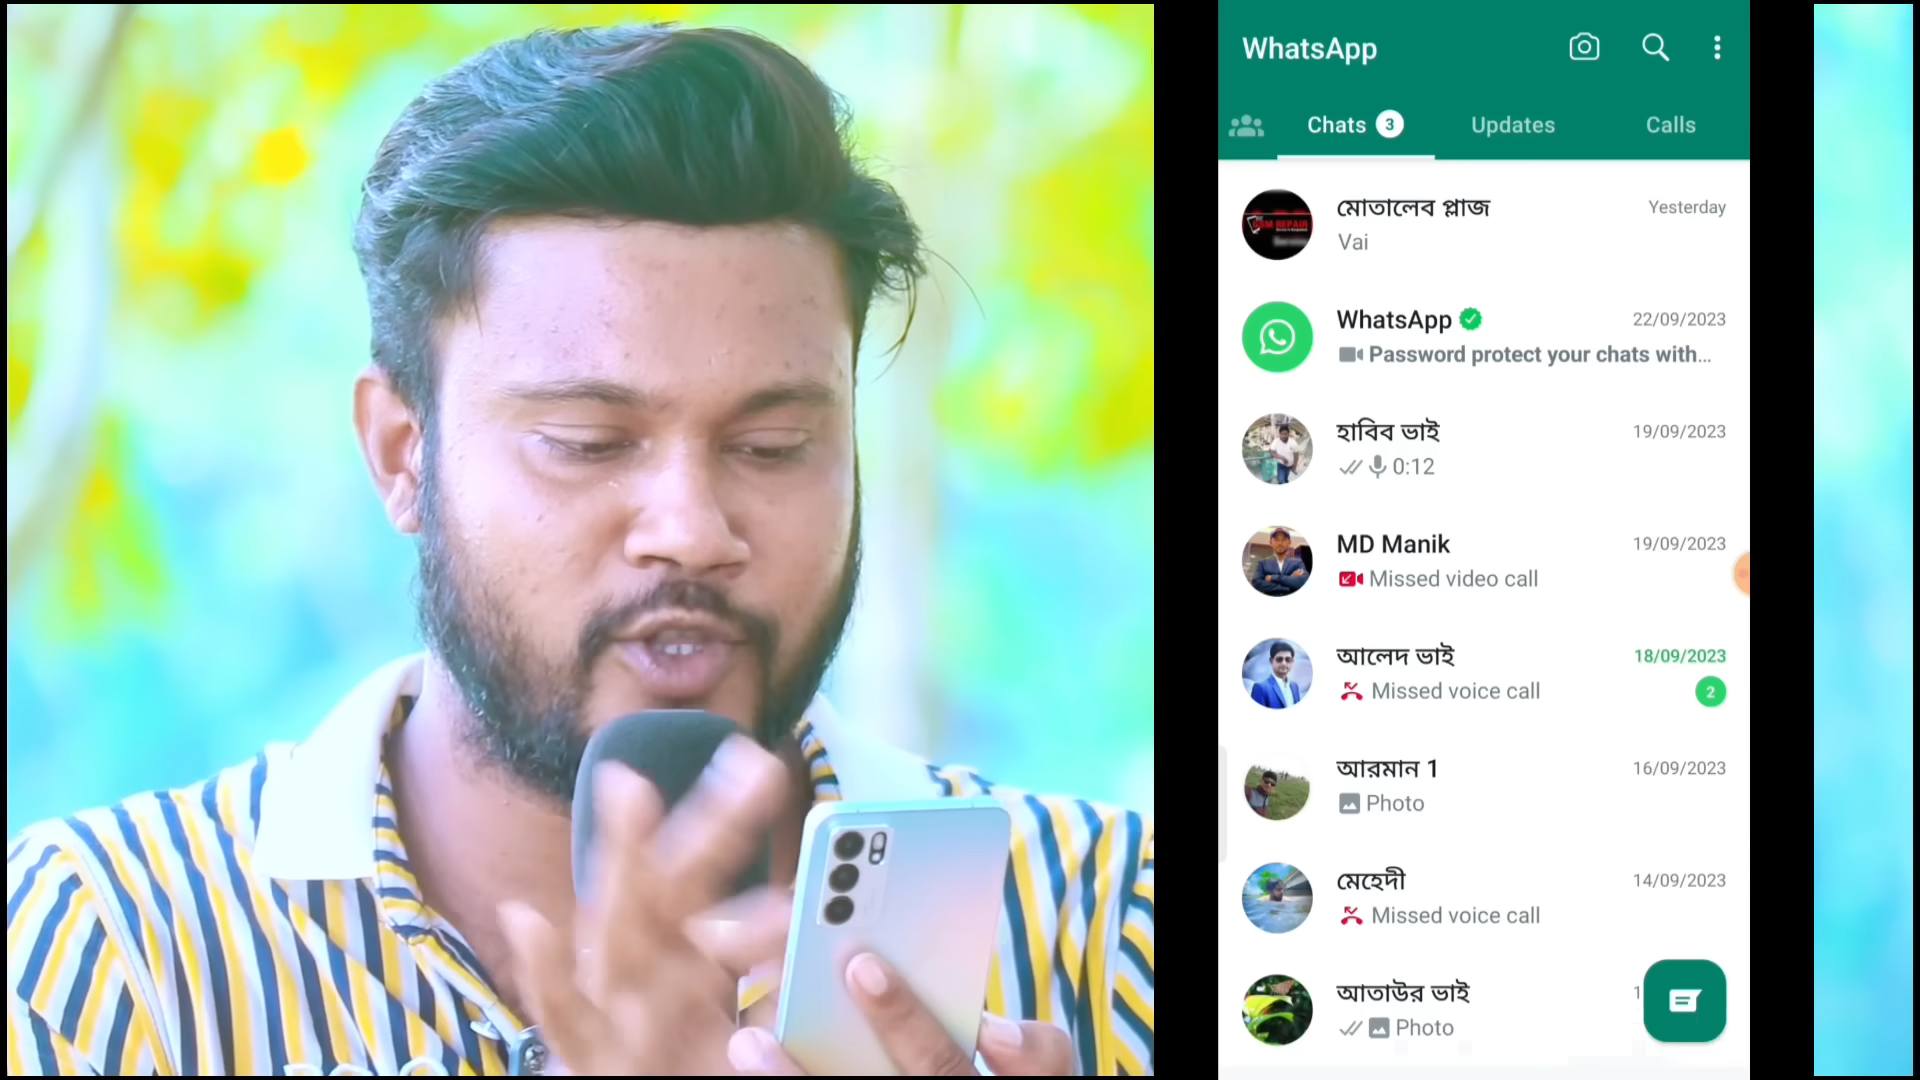 WhatsApp
Chats 3 Updates Calls
মোতালেব প্লাজ Yesterday
Vai
WhatsApp 22/09/2023
Password protect your chats with...
হাবিব ভাই 19/09/2023
0:12
MD Manik 19/09/2023
Missed video call
আলেদ ভাই 18/09/2023
Missed voice call 2
আরমান 1 16/09/2023
Photo
মেহেদী 14/09/2023
Missed voice call
আতাউর ভাই 1
Photo